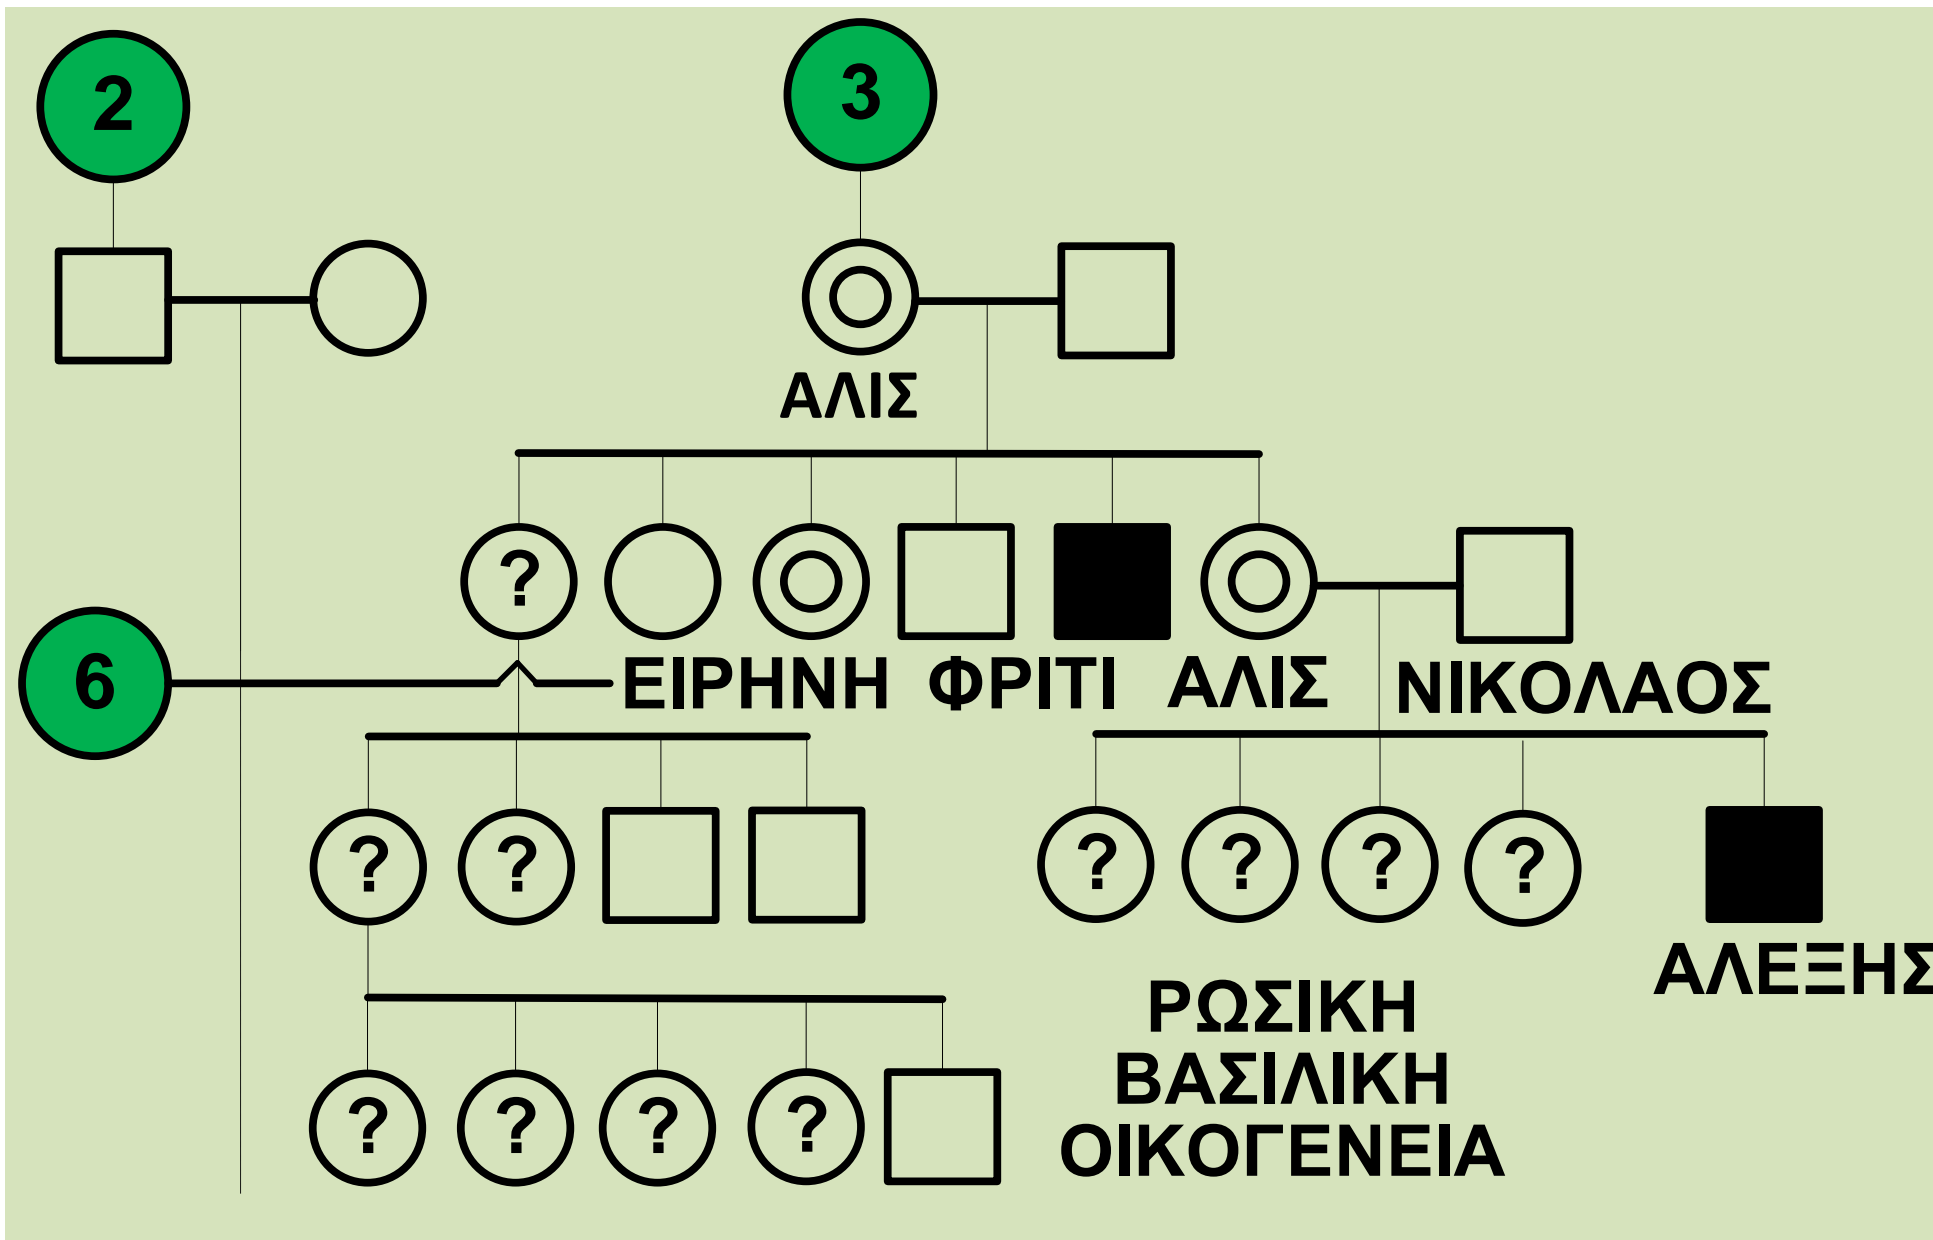 2
3
ΑΛΙΣ
?
6
ΕΙΡΗΝΗ ΦΡΙΤΙ ΑΛΙΣ ΝΙΚΟΛΑΟΣ
? ? ? ? ? ?
ΑΛΕΞΗΣ
ΡΩΣΙΚΗ
ΒΑΣΙΛΙΚΗ
ΟΙΚΟΓΕΝΕΙΑ
? ? ? ?